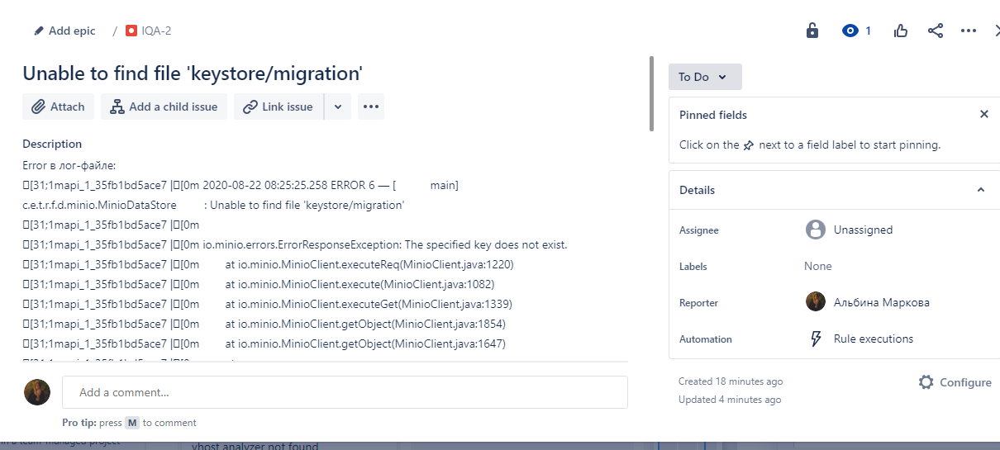 Add epic / IQA-2
1
Unable to find file 'keystore/migration'
Attach
Add a child issue
Link issue
Description
Error в лог-файле:
[31;1mapi_1_35fb1bd5ace7 |[0m 2020-08-22 08:25:25.258 ERROR 6 — [ main]
c.e.t.r.f.d.minio.MinioDataStore : Unable to find file 'keystore/migration'
[31;1mapi_1_35fb1bd5ace7 |[0m
[31;1mapi_1_35fb1bd5ace7 |[0m io.minio.errors.ErrorResponseException: The specified key does not exist.
[31;1mapi_1_35fb1bd5ace7 |[0m at io.minio.MinioClient.executeReq(MinioClient.java:1220)
[31;1mapi_1_35fb1bd5ace7 |[0m at io.minio.MinioClient.execute(MinioClient.java:1082)
[31;1mapi_1_35fb1bd5ace7 |[0m at io.minio.MinioClient.executeGet(MinioClient.java:1339)
[31;1mapi_1_35fb1bd5ace7 |[0m at io.minio.MinioClient.getObject(MinioClient.java:1854)
[31;1mapi_1_35fb1bd5ace7 |[0m at io.minio.MinioClient.getObject(MinioClient.java:1647)
Add a comment…
Pro tip: press M to comment
To Do
Pinned fields
Click on the next to a field label to start pinning.
Details
Assignee
Unassigned
Labels
None
Reporter
Альбина Маркова
Automation
Rule executions
Created 18 minutes ago
Updated 4 minutes ago
Configure
in a team-managed project
vhost analyzer not found